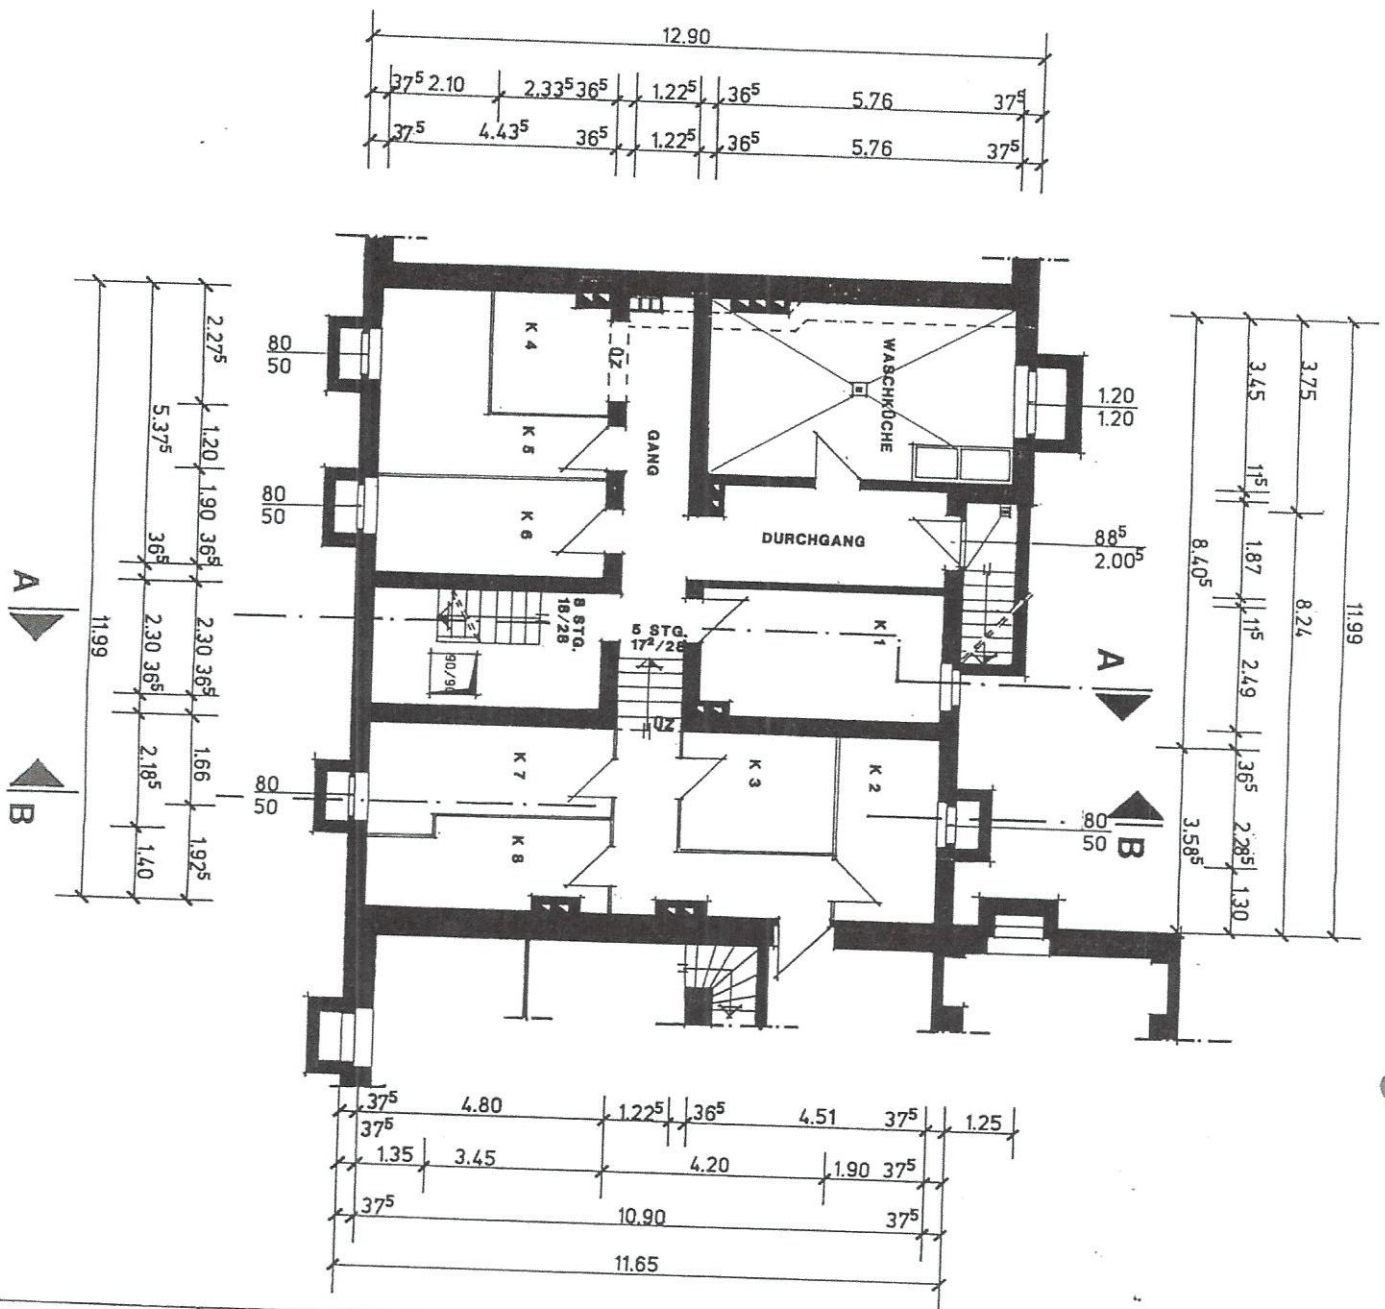 12.90
37⁵ 2.10 2.33⁵ 36⁵ 1.22⁵ 36⁵ 5.76 37⁵
37⁵ 4.43⁵ 36⁵ 1.22⁵ 36⁵ 5.76 37⁵
2.27⁵ 1.20 1.90 36⁵ 2.30 36⁵ 1.66 1.92⁵
5.37⁵ 36⁵ 2.30 36⁵ 2.18⁵ 1.40
11.99
80
50
80
50
80
50
A
B
K 4
ÜZ
K 5
K 6
GANG
WASCHKÜCHE
DURCHGANG
8 STG.
18/28
90/90
5 STG.
17²/28
ÜZ
K 1
K 7
K 8
K 3
K 2
1.20
1.20
88⁵
2.00⁵
A
B
80
50
3.45 11⁵ 1.87 11⁵ 2.49 36⁵ 2.28⁵ 1.30
3.75 8.24
8.40⁵ 3.58⁵
11.99
37⁵ 4.80 1.22⁵ 36⁵ 4.51 37⁵ 1.25
37⁵ 1.35 3.45 4.20 1.90 37⁵
37⁵ 10.90 37⁵
11.65